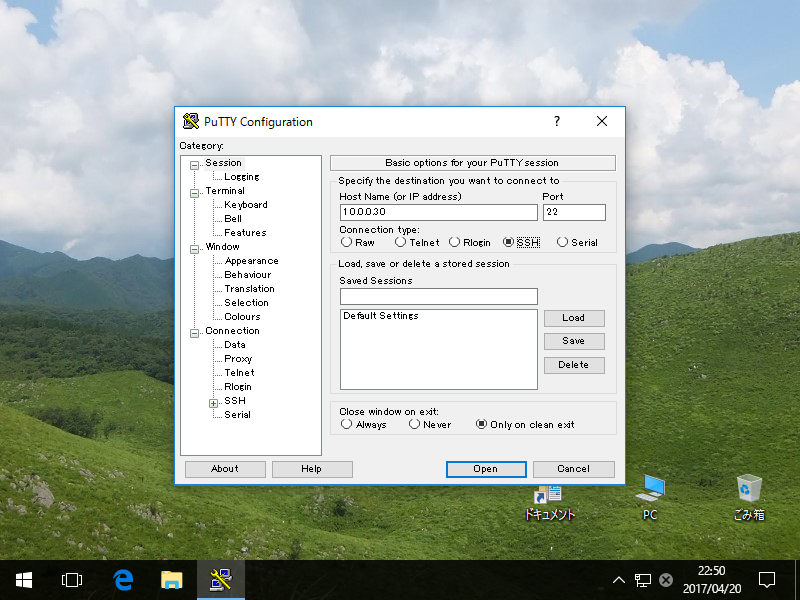 PuTTY Configuration
?
Category:
Session
Logging
Terminal
Keyboard
Bell
Features
Window
Appearance
Behaviour
Translation
Selection
Colours
Connection
Data
Proxy
Telnet
Rlogin
SSH
Serial
Basic options for your PuTTY session
Specify the destination you want to connect to
Host Name (or IP address) Port
10.0.0.30 22
Connection type:
Raw Telnet Rlogin SSH Serial
Load, save or delete a stored session
Saved Sessions
Default Settings
Load
Save
Delete
Close window on exit:
Always Never Only on clean exit
About Help Open Cancel
ドキュメント PC ごみ箱
22:50
2017/04/20